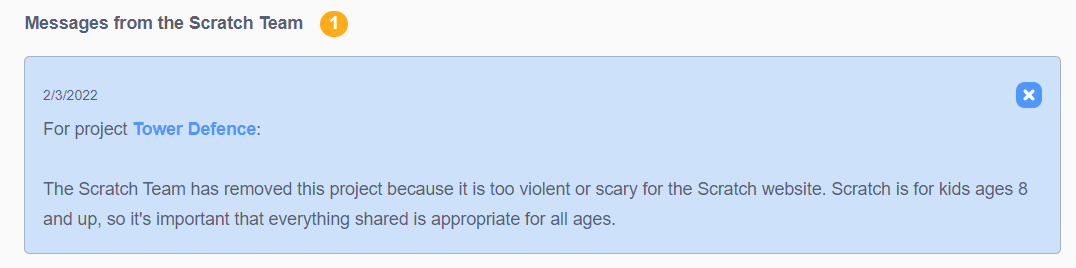 Messages from the Scratch Team 1
2/3/2022
For project Tower Defence:
The Scratch Team has removed this project because it is too violent or scary for the Scratch website. Scratch is for kids ages 8
and up, so it's important that everything shared is appropriate for all ages.